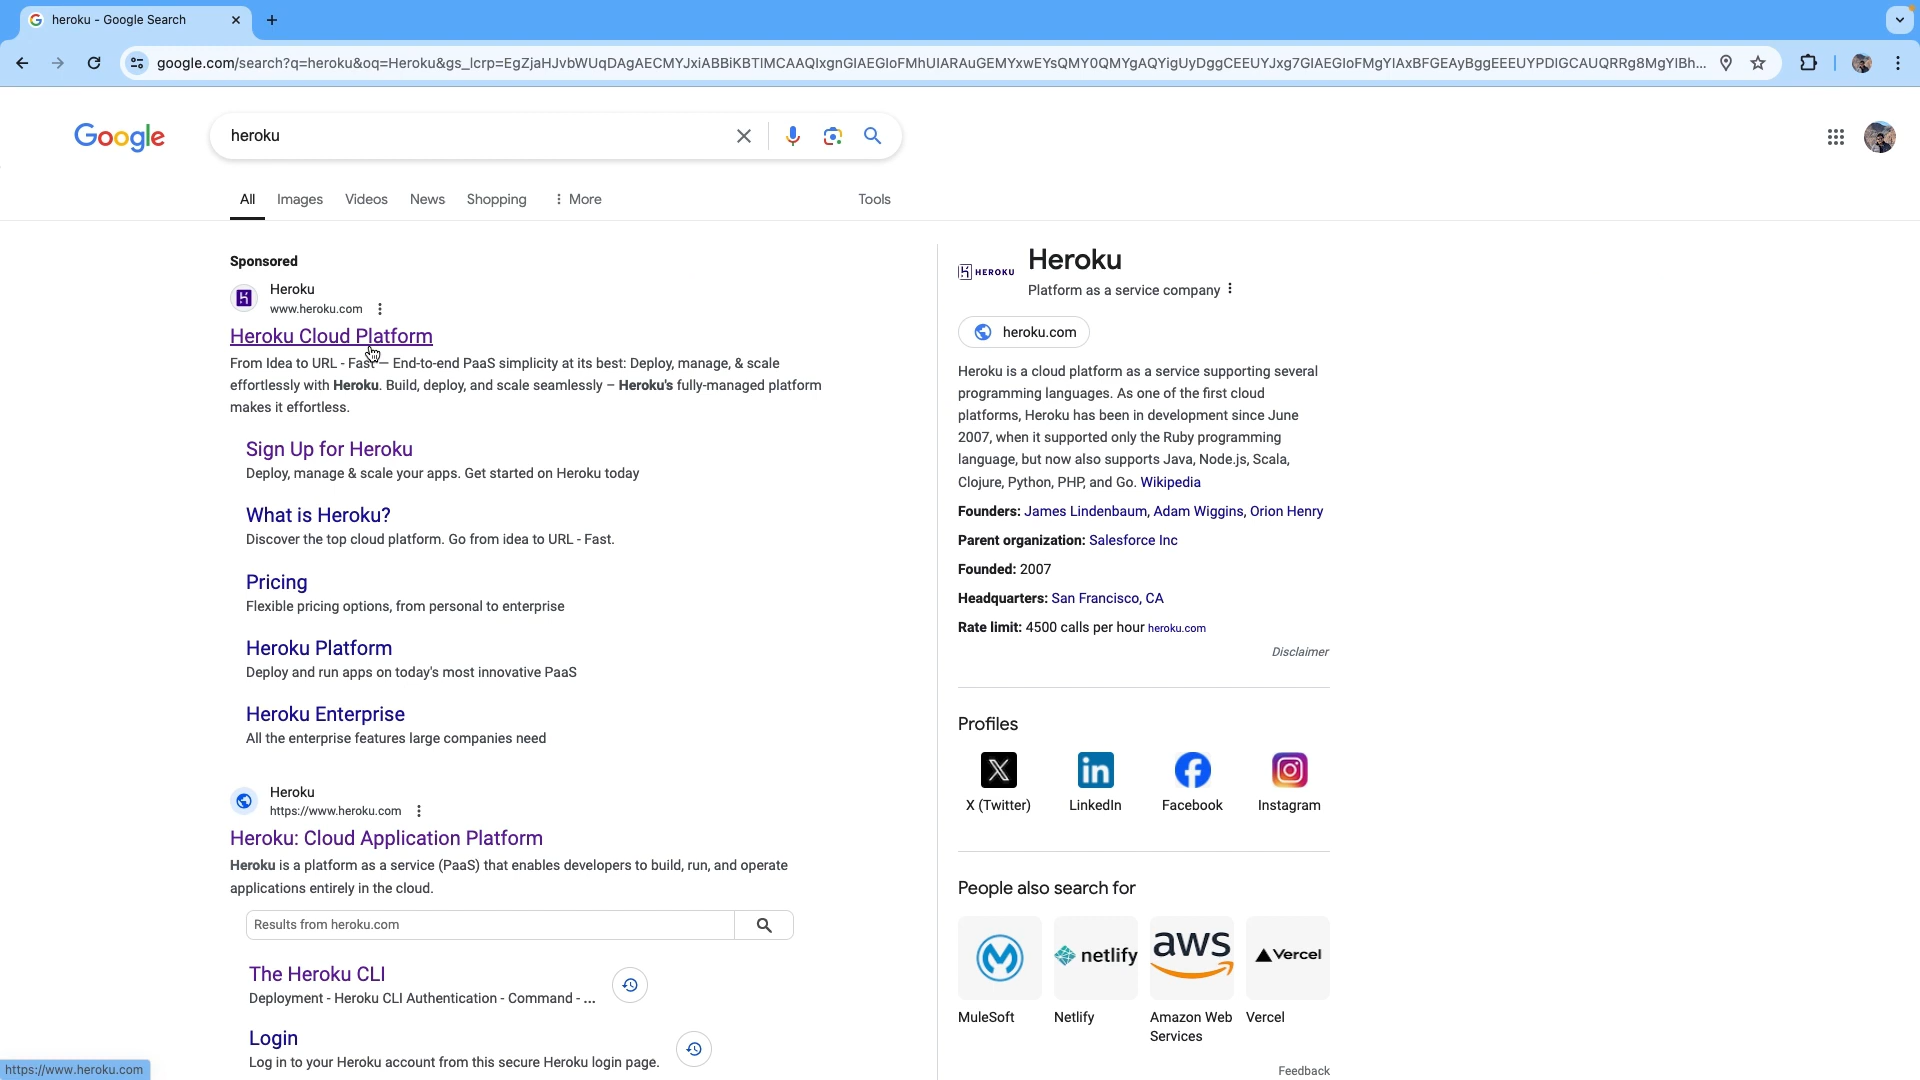 heroku - Google Search
google.com/search?q=heroku&oq=Heroku&gs_lcrp=EgZjaHJvbWUqDAgAECMYJxiABBiKBTIMCAAQIxgnGIAEGIoFMhUIARAuGEMYxwEYsQMY0QMYgAQYigUyDggCEEUYJxg7GIAEGIoFMgYIAxBFGEAyBggEEEUYPDIGCAUQRRg8MgYIBh...
Google
heroku
All Images Videos News Shopping More Tools
Sponsored
Heroku
www.heroku.com
Heroku Cloud Platform
From Idea to URL - Fast — End-to-end PaaS simplicity at its best: Deploy, manage, & scale
effortlessly with Heroku. Build, deploy, and scale seamlessly – Heroku's fully-managed platform
makes it effortless.
Sign Up for Heroku
Deploy, manage & scale your apps. Get started on Heroku today
What is Heroku?
Discover the top cloud platform. Go from idea to URL - Fast.
Pricing
Flexible pricing options, from personal to enterprise
Heroku Platform
Deploy and run apps on today's most innovative PaaS
Heroku Enterprise
All the enterprise features large companies need
Heroku
https://www.heroku.com
Heroku: Cloud Application Platform
Heroku is a platform as a service (PaaS) that enables developers to build, run, and operate
applications entirely in the cloud.
Results from heroku.com
The Heroku CLI
Deployment - Heroku CLI Authentication - Command - ...
Login
Log in to your Heroku account from this secure Heroku login page.
https://www.heroku.com
HEROKU
Heroku
Platform as a service company
heroku.com
Heroku is a cloud platform as a service supporting several
programming languages. As one of the first cloud
platforms, Heroku has been in development since June
2007, when it supported only the Ruby programming
language, but now also supports Java, Node.js, Scala,
Clojure, Python, PHP, and Go. Wikipedia
Founders: James Lindenbaum, Adam Wiggins, Orion Henry
Parent organization: Salesforce Inc
Founded: 2007
Headquarters: San Francisco, CA
Rate limit: 4500 calls per hour heroku.com
Disclaimer
Profiles
X (Twitter) LinkedIn Facebook Instagram
People also search for
netlify aws Vercel
MuleSoft Netlify Amazon Web Vercel
Services
Feedback